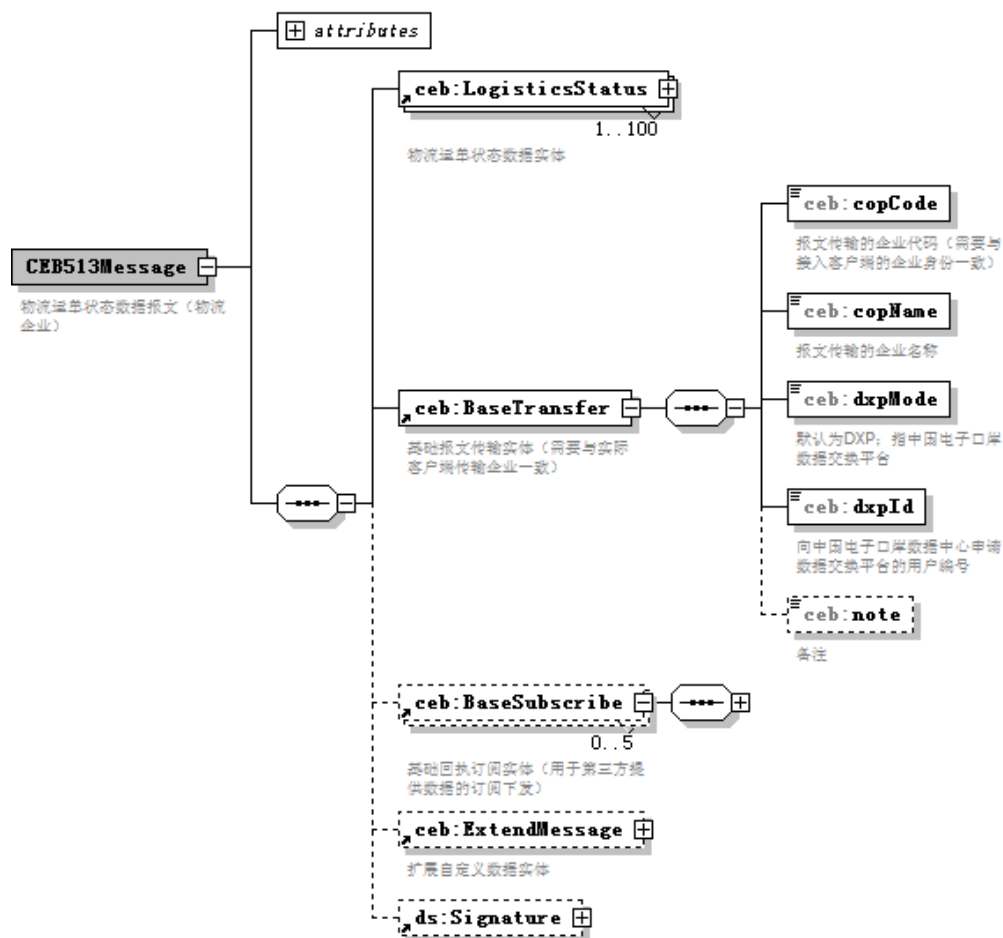 attributes
ceb:LogisticsStatus
1..100
物流运单状态数据实体
CEB513Message
物流运单状态数据报文（物流
企业）
ceb:copCode
报文传输的企业代码（需要与
接入客户端的企业身份一致）
ceb:copName
报文传输的企业名称
ceb:BaseTransfer
基础报文传输实体（需要与实际
客户端传输企业一致）
ceb:dxpMode
默认为DXP；指中国电子口岸
数据交换平台
ceb:dxpId
向中国电子口岸数据中心申请
数据交换平台的用户编号
ceb:note
备注
ceb:BaseSubscribe
0..5
基础回执订阅实体（用于第三方提
供数据的订阅下发）
ceb:ExtendMessage
扩展自定义数据实体
ds:Signature